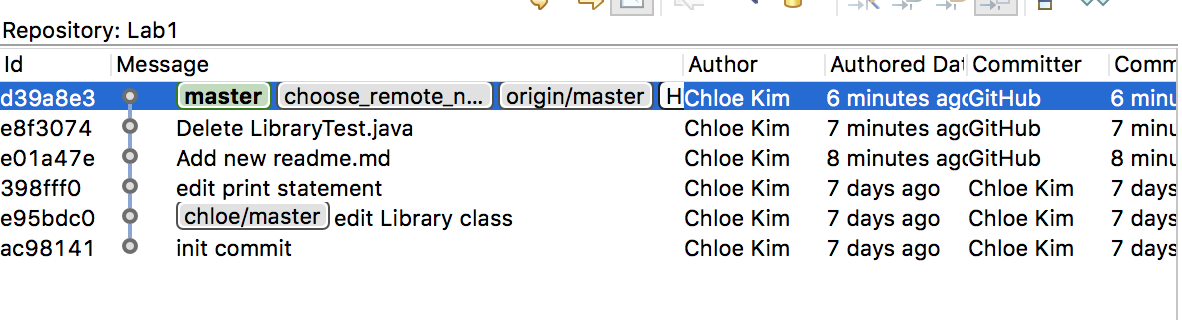 Repository: Lab1
Id Message Author Authored Dat Committer Comm
d39a8e3 master choose_remote_n... origin/master H Chloe Kim 6 minutes ago GitHub 6 minu
e8f3074 Delete LibraryTest.java Chloe Kim 7 minutes ago GitHub 7 minu
e01a47e Add new readme.md Chloe Kim 8 minutes ago GitHub 8 minu
398fff0 edit print statement Chloe Kim 7 days ago Chloe Kim 7 days
e95bdc0 chloe/master edit Library class Chloe Kim 7 days ago Chloe Kim 7 days
ac98141 init commit Chloe Kim 7 days ago Chloe Kim 7 days